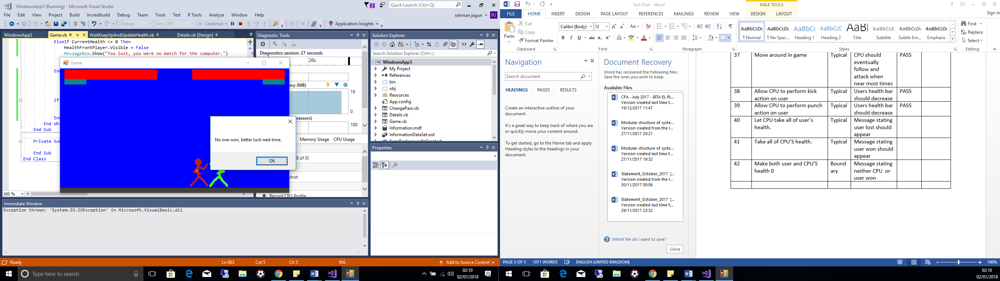 WindowsApp3 (Running) - Microsoft Visual Studio
2
Quick Launch (Ctrl+Q)
File Edit View Project Build Incredibuild Debug Team Tools Test R Tools Analyze Window Help
rahman jagun RJ
Debug Any CPU Continue Application Insights
WindowsApp3 Game.vb WaitKeepUpAndUpdateHealth.vb Details.vb [Design]
ElseIf CurrentHealth <= 0 Then
HealthFrontPlayer.Visible = False
MessageBox.Show("You lost, you were no match for the computer.")
End
If
End
End Whi
End Sub
Private Sub
End Sub
End Class
100 %
Game
CPU
You
No one won, better luck next time.
OK
Diagnostic Tools
Diagnostics session: 27 seconds
20s
ory (MB)
19
0
cessors)
100
Memory Usage CPU Usage
0 of 0)
shot
Record CPU Profile
Solution Explorer
Search Solution Explorer (Ctrl+;)
WindowsApp3
My Project
References
bin
obj
Resources
App.config
ChangePass.vb
Details.vb
Game.vb
Information.mdf
InformationDataSet.xsd
KeepBackgroundInFront.vb
Properties
Immediate Window
Exception thrown: 'System.IO.IOException' in Microsoft.VisualBasic.dll
Ready Ln 663 Col 5 Ch 5 INS Add to Source Control
Type here to search
02:10
02/01/2018
Test Plan - Word
TABLE TOOLS
Sign in
FILE HOME INSERT DESIGN PAGE LAYOUT REFERENCES MAILINGS REVIEW VIEW DESIGN LAYOUT
Paste
Cut
Copy
Format Painter
Calibri (Body) 12
AaBbCcDc AaBbCcDc AaBbCc AaBbCcD AaBl AaBbCcD AaBbCcDc AaBbCcDc
¶ Normal ¶ No Spac... Heading 1 Heading 2 Title Subtitle Subtle Em... Emphasis
Find
Replace
Select
Clipboard Font Paragraph Styles Editing
Navigation
Search document
HEADINGS PAGES RESULTS
Create an interactive outline of your
document.
It's a great way to keep track of where you are
or quickly move your content around.
To get started, go to the Home tab and apply
Heading styles to the headings in your
document.
Document Recovery
Word has recovered the following files.
Save the ones you wish to keep.
Available Files
CFA - July 2017 - (RTA EL PL...
Version created last time t...
19/12/2017 11:47
Modular structure of syste...
Version created from the l...
27/11/2017 20:21
Modular structure of syste...
Version created last time t...
27/11/2017 19:32
Statement_October_2017 [...
Version created from the l...
30/11/2017 00:06
Statement_October_2017 [...
Version created last time t...
29/11/2017 23:32
Which file do I want to save?
Close
37 Move around in game Typical CPU should PASS
eventually
follow and
attack when
near most times
38 Allow CPU to perform kick Typical Users health bar PASS
action on user should decrease
39 Allow CPU to perform punch Typical Users health bar PASS
action on user should decrease
40 Let CPU take all of user's Typical Message stating
health. user lost should
appear
41 Take all of CPU'S health. Typical Message stating
user won should
appear
42 Make both user and CPU'S Bound Message stating
health 0 ary neither CPU or
user won
PAGE 5 OF 5 1071 WORDS ENGLISH (UNITED KINGDOM) 100%
02:10
02/01/2018